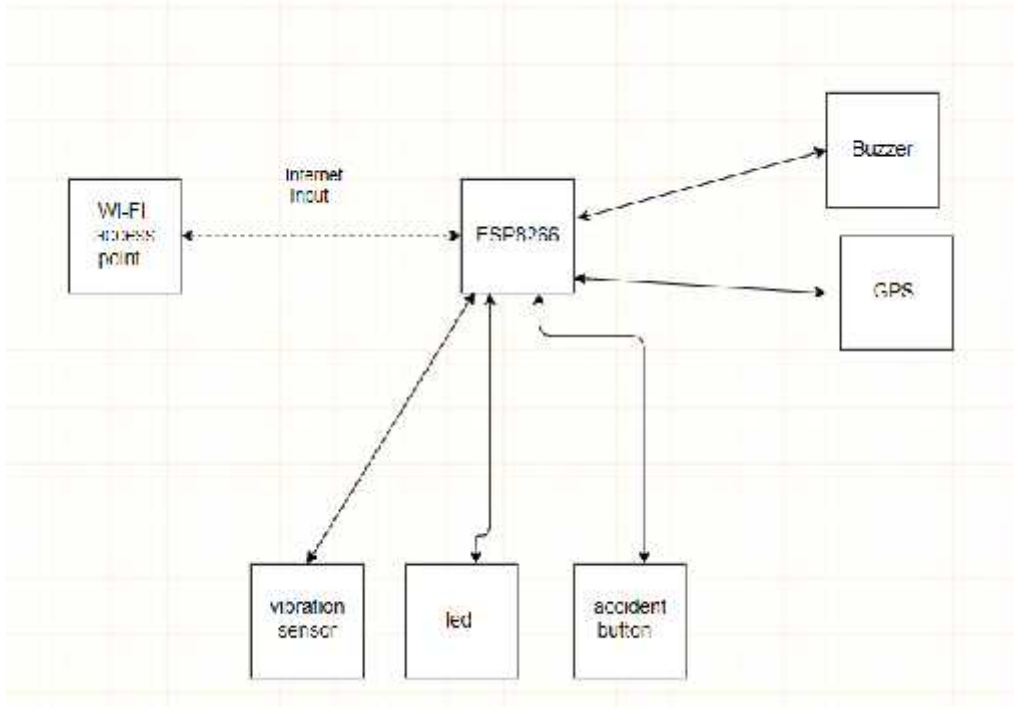 Internet
Input
Buzzer
WI-FI
access
point
ESP8266
GPS
vibration
sensor
led
accident
button